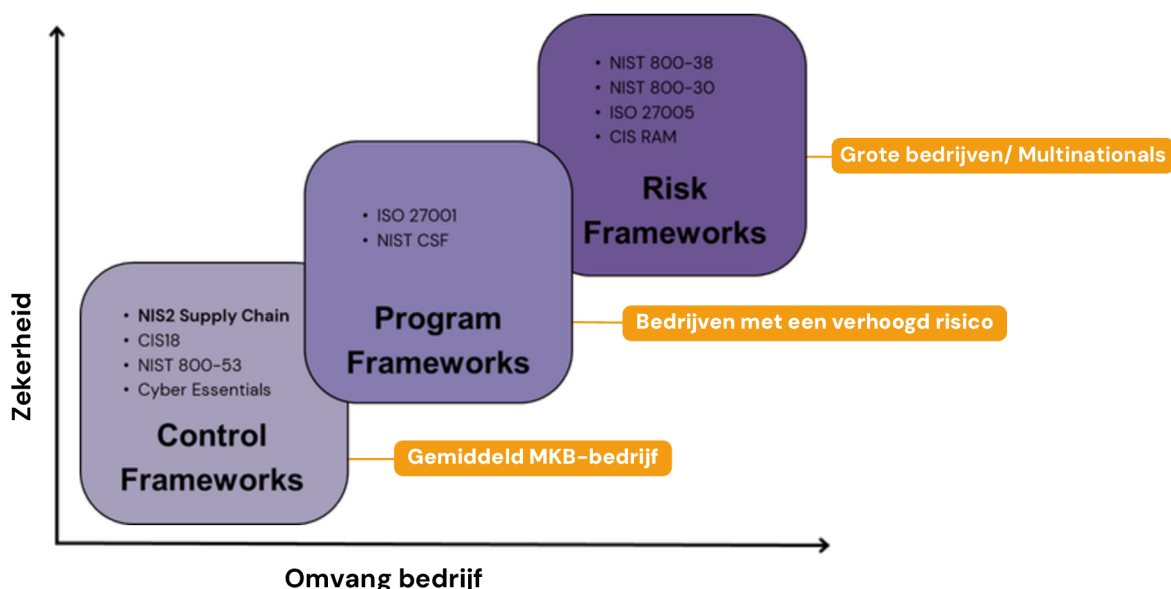 NIST 800-38
NIST 800-30
ISO 27005
CIS RAM
Risk
Frameworks
Grote bedrijven/ Multinationals
ISO 27001
NIST CSF
Program
Frameworks
Bedrijven met een verhoogd risico
NIS2 Supply Chain
CIS18
NIST 800-53
Cyber Essentials
Control
Frameworks
Gemiddeld MKB-bedrijf
Zekerheid
Omvang bedrijf